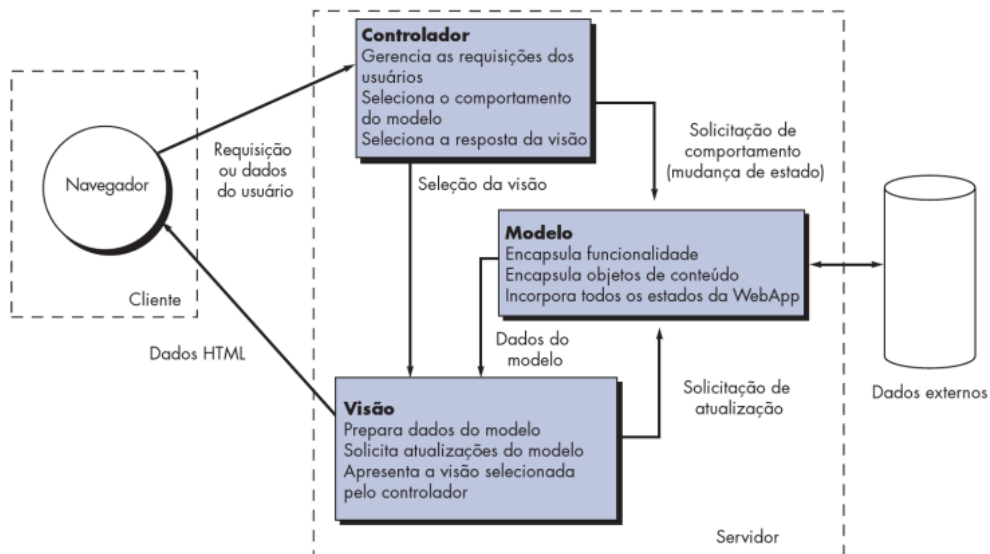 Controlador
Gerencia as requisições dos
usuários
Seleciona o comportamento
do modelo
Seleciona a resposta da visão
Navegador
Cliente
Requisição
ou dados
do usuário
Seleção da visão
Solicitação de
comportamento
(mudança de estado)
Modelo
Encapsula funcionalidade
Encapsula objetos de conteúdo
Incorpora todos os estados da WebApp
Dados externos
Dados HTML
Dados do
modelo
Solicitação de
atualização
Visão
Prepara dados do modelo
Solicita atualizações do modelo
Apresenta a visão selecionada
pelo controlador
Servidor